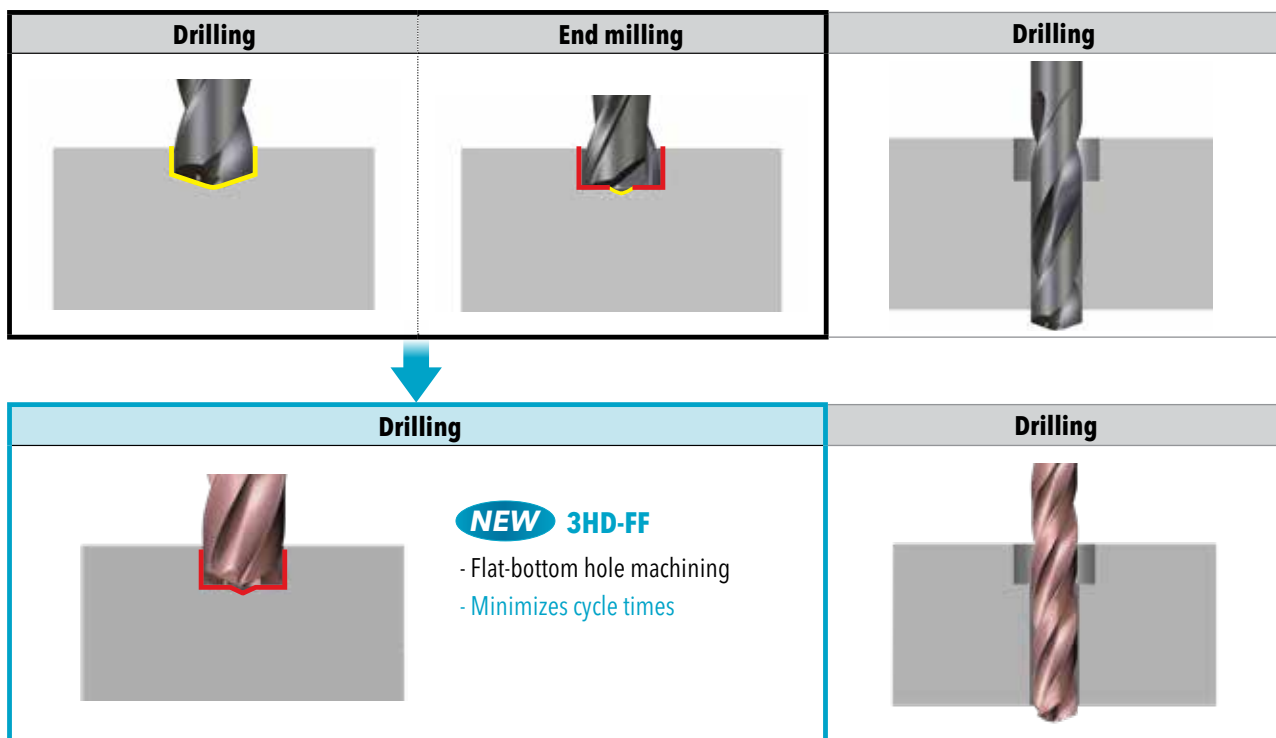 Drilling
End milling
Drilling
Drilling
Drilling
NEW 3HD-FF
- Flat-bottom hole machining
- Minimizes cycle times